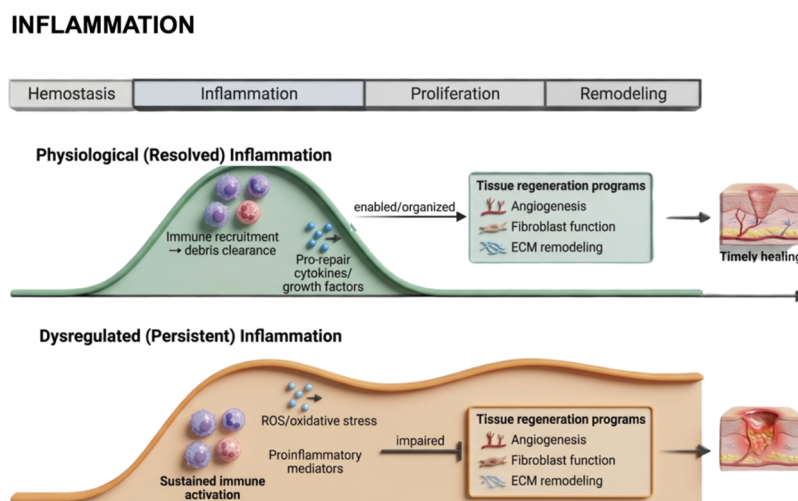 INFLAMMATION
Hemostasis
Inflammation
Proliferation
Remodeling
Physiological (Resolved) Inflammation
Immune recruitment
→ debris clearance
Pro-repair
cytokines/
growth factors
enabled/organized
Tissue regeneration programs
Angiogenesis
Fibroblast function
ECM remodeling
Timely healing
Dysregulated (Persistent) Inflammation
ROS/oxidative stress
Proinflammatory
mediators
Sustained immune
activation
impaired
Tissue regeneration programs
Angiogenesis
Fibroblast function
ECM remodeling